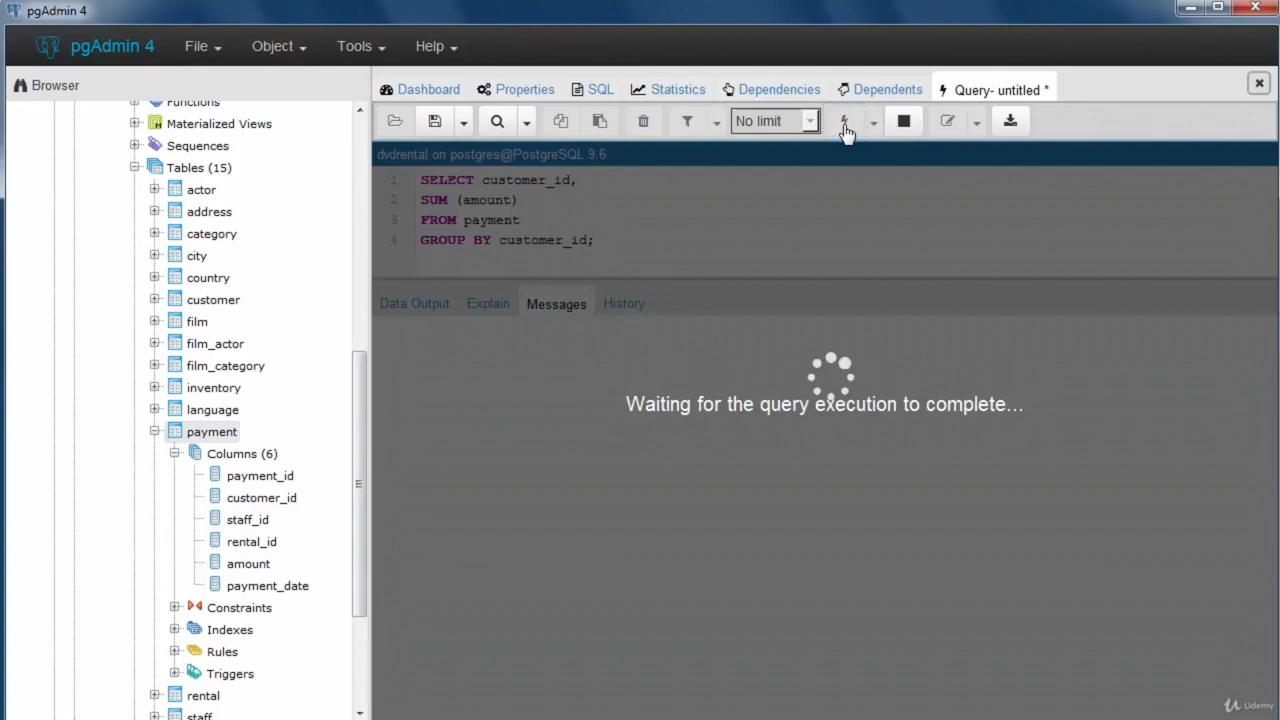 pgAdmin 4
pgAdmin 4 File Object Tools Help
Browser
Dashboard Properties SQL Statistics Dependencies Dependents Query- untitled *
No limit
dvdrental on postgres@PostgreSQL 9.6
1 SELECT customer_id,
2 SUM (amount)
3 FROM payment
4 GROUP BY customer_id;
Data Output Explain Messages History
Waiting for the query execution to complete...
Functions
Materialized Views
Sequences
Tables (15)
actor
address
category
city
country
customer
film
film_actor
film_category
inventory
language
payment
Columns (6)
payment_id
customer_id
staff_id
rental_id
amount
payment_date
Constraints
Indexes
Rules
Triggers
rental
staff
Udemy